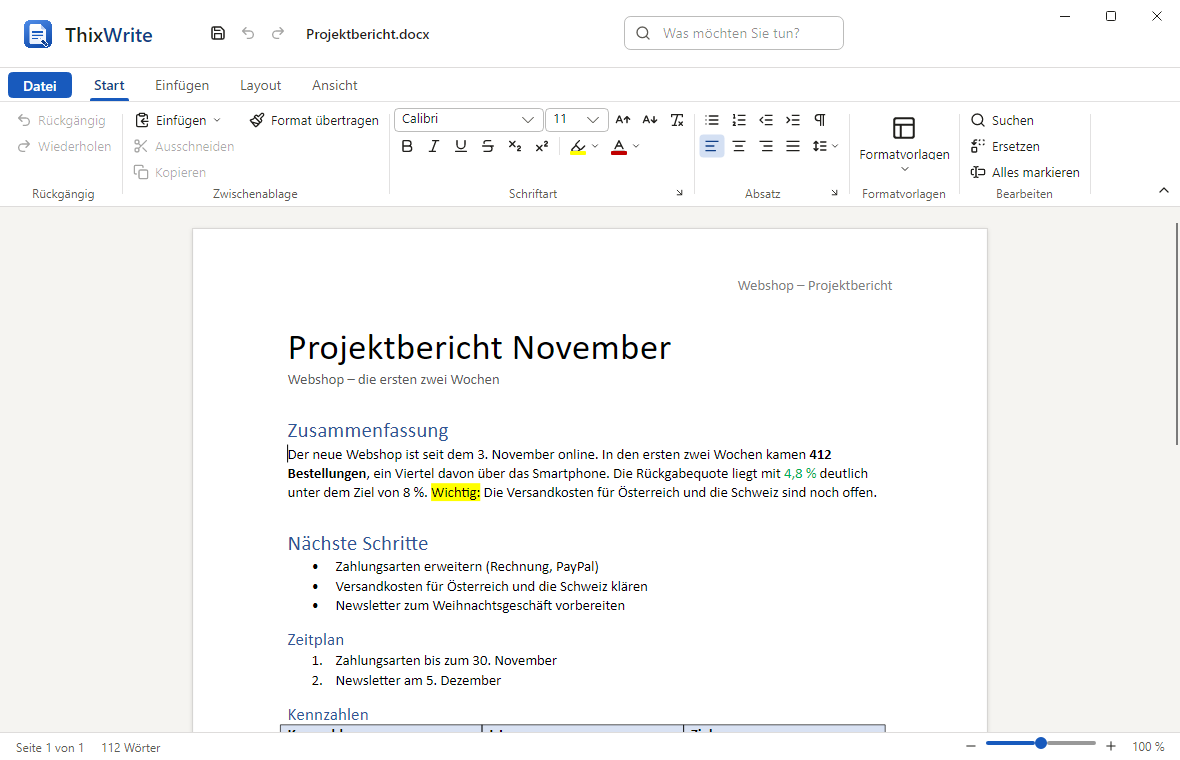 ThixWrite
Projektbericht.docx
Was möchten Sie tun?
Datei Start Einfügen Layout Ansicht
Rückgängig
Wiederholen
Rückgängig
Einfügen
Ausschneiden
Kopieren
Format übertragen
Zwischenablage
Calibri 11
Schriftart
Absatz
Formatvorlagen
Formatvorlagen
Suchen
Ersetzen
Alles markieren
Bearbeiten
Webshop – Projektbericht
Projektbericht November
Webshop – die ersten zwei Wochen
Zusammenfassung
Der neue Webshop ist seit dem 3. November online. In den ersten zwei Wochen kamen 412
Bestellungen, ein Viertel davon über das Smartphone. Die Rückgabequote liegt mit 4,8 % deutlich
unter dem Ziel von 8 %. Wichtig: Die Versandkosten für Österreich und die Schweiz sind noch offen.
Nächste Schritte
• Zahlungsarten erweitern (Rechnung, PayPal)
• Versandkosten für Österreich und die Schweiz klären
• Newsletter zum Weihnachtsgeschäft vorbereiten
Zeitplan
1. Zahlungsarten bis zum 30. November
2. Newsletter am 5. Dezember
Kennzahlen
Seite 1 von 1 112 Wörter
100 %